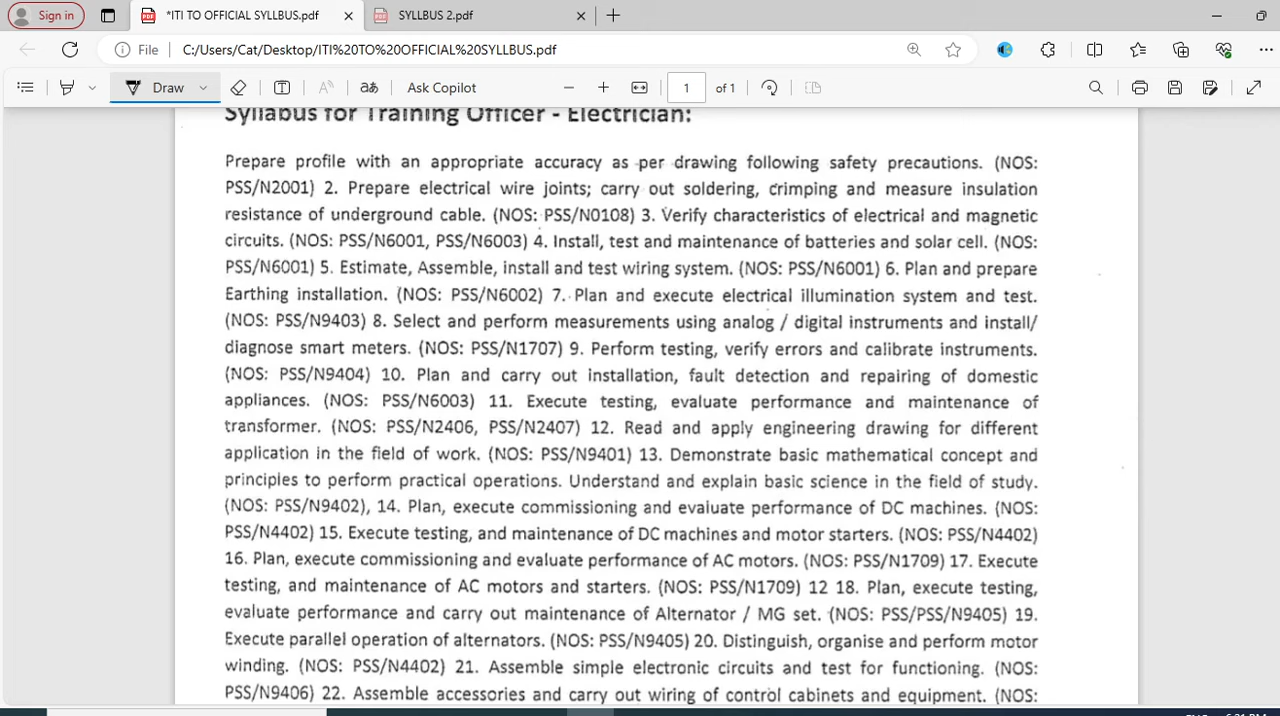 Sign in
*ITI TO OFFICIAL SYLLBUS.pdf
SYLLBUS 2.pdf
File
C:/Users/Cat/Desktop/ITI%20TO%20OFFICIAL%20SYLLBUS.pdf
Draw
Ask Copilot
1
of 1
Syllabus for Training Officer - Electrician:
Prepare profile with an appropriate accuracy as per drawing following safety precautions. (NOS:
PSS/N2001) 2. Prepare electrical wire joints; carry out soldering, crimping and measure insulation
resistance of underground cable. (NOS: PSS/N0108) 3. Verify characteristics of electrical and magnetic
circuits. (NOS: PSS/N6001, PSS/N6003) 4. Install, test and maintenance of batteries and solar cell. (NOS:
PSS/N6001) 5. Estimate, Assemble, install and test wiring system. (NOS: PSS/N6001) 6. Plan and prepare
Earthing installation. (NOS: PSS/N6002) 7. Plan and execute electrical illumination system and test.
(NOS: PSS/N9403) 8. Select and perform measurements using analog / digital instruments and install/
diagnose smart meters. (NOS: PSS/N1707) 9. Perform testing, verify errors and calibrate instruments.
(NOS: PSS/N9404) 10. Plan and carry out installation, fault detection and repairing of domestic
appliances. (NOS: PSS/N6003) 11. Execute testing, evaluate performance and maintenance of
transformer. (NOS: PSS/N2406, PSS/N2407) 12. Read and apply engineering drawing for different
application in the field of work. (NOS: PSS/N9401) 13. Demonstrate basic mathematical concept and
principles to perform practical operations. Understand and explain basic science in the field of study.
(NOS: PSS/N9402), 14. Plan, execute commissioning and evaluate performance of DC machines. (NOS:
PSS/N4402) 15. Execute testing, and maintenance of DC machines and motor starters. (NOS: PSS/N4402)
16. Plan, execute commissioning and evaluate performance of AC motors. (NOS: PSS/N1709) 17. Execute
testing, and maintenance of AC motors and starters. (NOS: PSS/N1709) 12 18. Plan, execute testing,
evaluate performance and carry out maintenance of Alternator / MG set. (NOS: PSS/PSS/N9405) 19.
Execute parallel operation of alternators. (NOS: PSS/N9405) 20. Distinguish, organise and perform motor
winding. (NOS: PSS/N4402) 21. Assemble simple electronic circuits and test for functioning. (NOS:
PSS/N9406) 22. Assemble accessories and carry out wiring of control cabinets and equipment. (NOS: